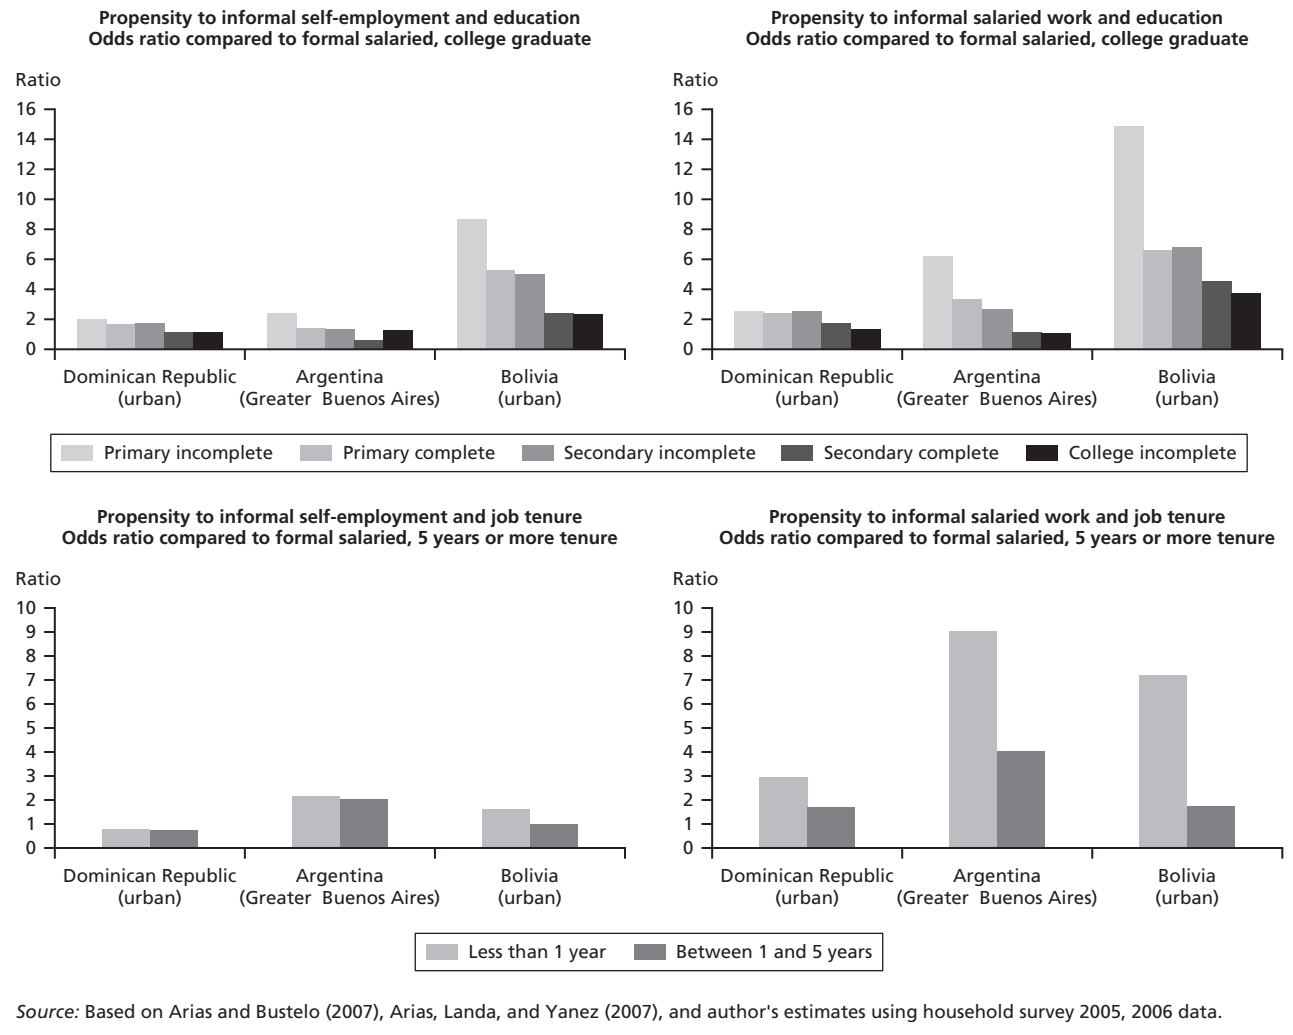 Propensity to informal self-employment and education
Odds ratio compared to formal salaried, college graduate
Ratio
16
14
12
10
8
6
4
2
0
Dominican Republic
(urban)
Argentina
(Greater Buenos Aires)
Bolivia
(urban)
Propensity to informal salaried work and education
Odds ratio compared to formal salaried, college graduate
Ratio
16
14
12
10
8
6
4
2
0
Dominican Republic
(urban)
Argentina
(Greater Buenos Aires)
Bolivia
(urban)
Primary incomplete
Primary complete
Secondary incomplete
Secondary complete
College incomplete
Propensity to informal self-employment and job tenure
Odds ratio compared to formal salaried, 5 years or more tenure
Ratio
10
9
8
7
6
5
4
3
2
1
0
Dominican Republic
(urban)
Argentina
(Greater Buenos Aires)
Bolivia
(urban)
Propensity to informal salaried work and job tenure
Odds ratio compared to formal salaried, 5 years or more tenure
Ratio
10
9
8
7
6
5
4
3
2
1
0
Dominican Republic
(urban)
Argentina
(Greater Buenos Aires)
Bolivia
(urban)
Less than 1 year
Between 1 and 5 years
Source: Based on Arias and Bustelo (2007), Arias, Landa, and Yanez (2007), and author's estimates using household survey 2005, 2006 data.